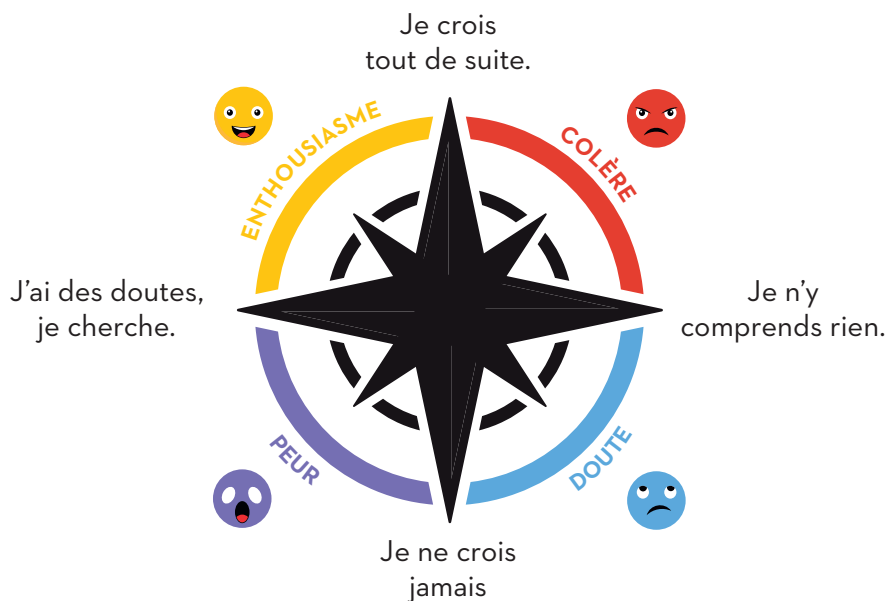 Je crois
tout de suite.
ENTHOUSIASME
COLÈRE
J'ai des doutes,
je cherche.
Je n'y
comprends rien.
PEUR
DOUTE
Je ne crois
jamais